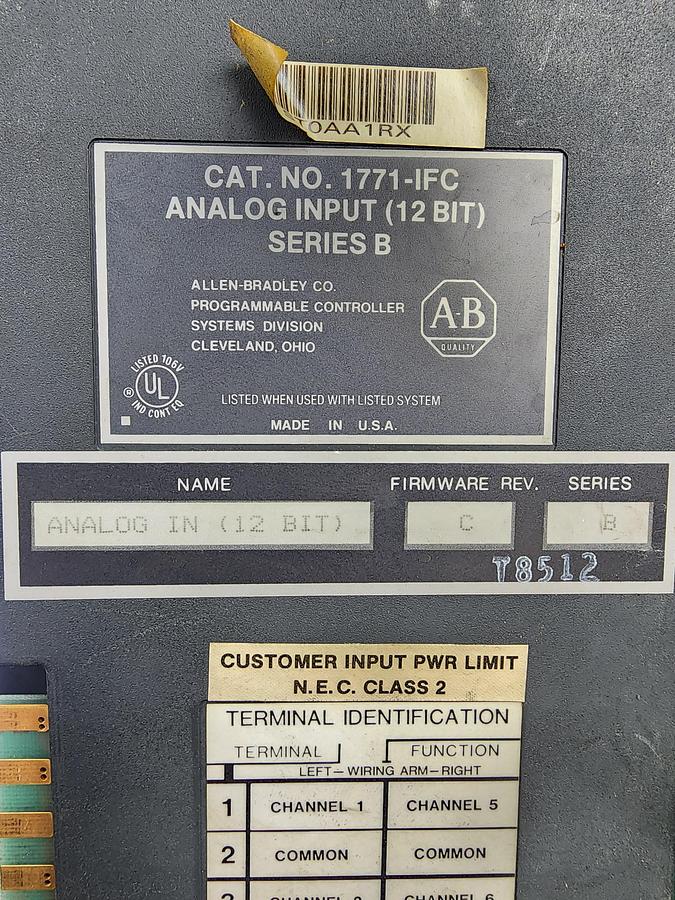 0AA1RX
CAT. NO. 1771-IFC
ANALOG INPUT (12 BIT)
SERIES B
ALLEN-BRADLEY CO.
PROGRAMMABLE CONTROLLER
SYSTEMS DIVISION
CLEVELAND, OHIO
A-B
QUALITY
LISTED 106V
UL
®
IND CONT EQ
LISTED WHEN USED WITH LISTED SYSTEM
MADE IN U.S.A.
NAME FIRMWARE REV. SERIES
ANALOG IN (12 BIT) C B
T8512
CUSTOMER INPUT PWR LIMIT
N.E.C. CLASS 2
TERMINAL IDENTIFICATION
TERMINAL FUNCTION
LEFT—WIRING ARM—RIGHT
1 CHANNEL 1 CHANNEL 5
2 COMMON COMMON
CHANNEL CHANNEL 6